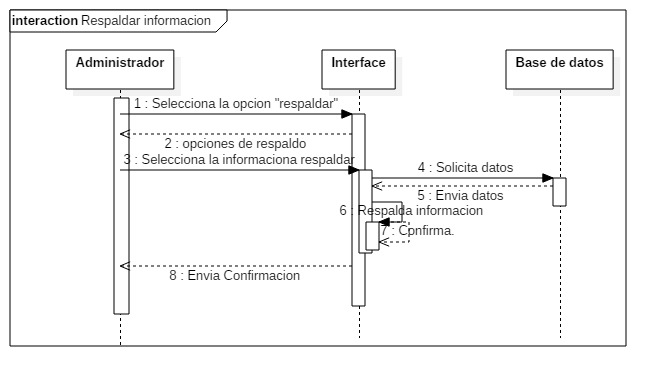 interaction Respaldar informacion
Administrador
Interface
Base de datos
1 : Selecciona la opcion "respaldar"
2 : opciones de respaldo
3 : Selecciona la informaciona respaldar
4 : Solicita datos
5 : Envia datos
6 : Respalda informacion
7 : Confirma.
8 : Envia Confirmacion